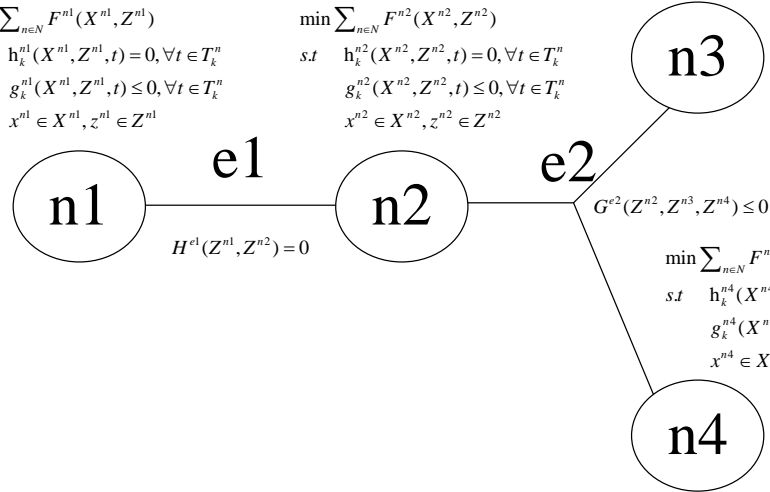 ∑_{n∈N} F^{n1}(X^{n1}, Z^{n1})
h_k^{n1}(X^{n1}, Z^{n1}, t) = 0, ∀t ∈ T_k^n
g_k^{n1}(X^{n1}, Z^{n1}, t) ≤ 0, ∀t ∈ T_k^n
x^{n1} ∈ X^{n1}, z^{n1} ∈ Z^{n1}
min ∑_{n∈N} F^{n2}(X^{n2}, Z^{n2})
s.t h_k^{n2}(X^{n2}, Z^{n2}, t) = 0, ∀t ∈ T_k^n
g_k^{n2}(X^{n2}, Z^{n2}, t) ≤ 0, ∀t ∈ T_k^n
x^{n2} ∈ X^{n2}, z^{n2} ∈ Z^{n2}
n3
e1
e2
n1
n2
G^{e2}(Z^{n2}, Z^{n3}, Z^{n4}) ≤ 0
H^{e1}(Z^{n1}, Z^{n2}) = 0
min ∑_{n∈N} F^n
s.t h_k^{n4}(X^{n4}
g_k^{n4}(X^n
x^{n4} ∈ X
n4